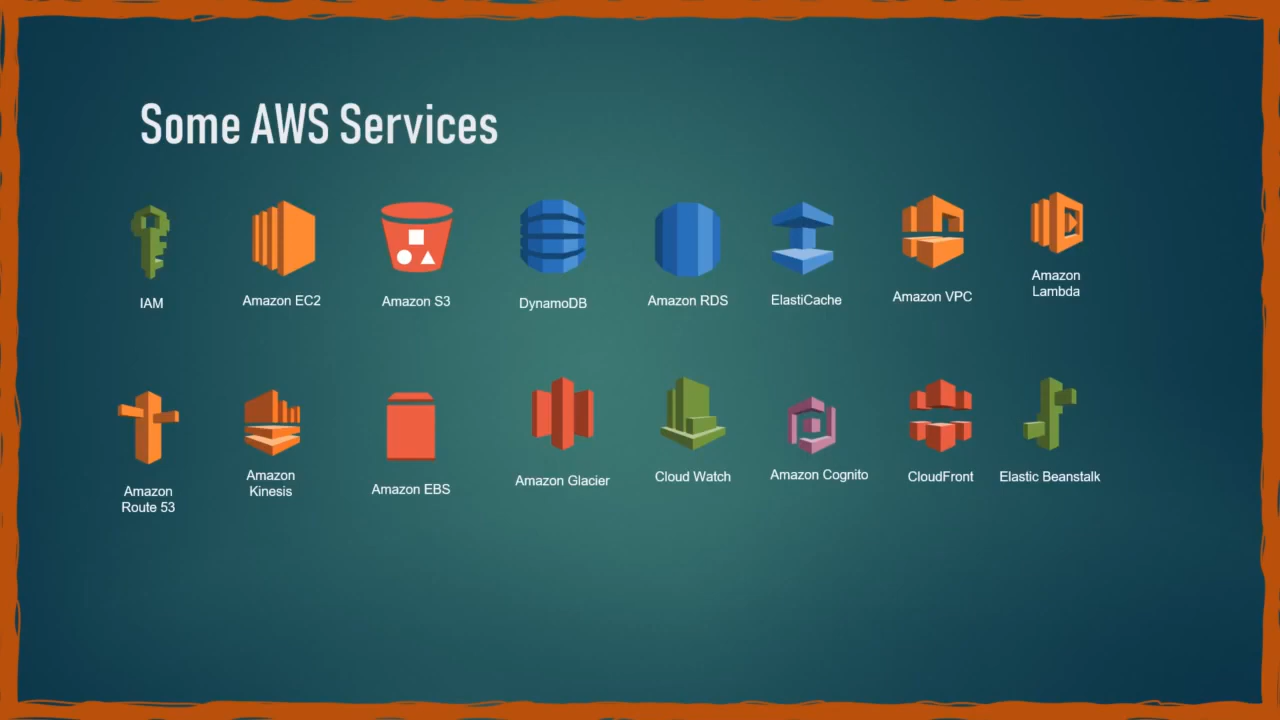 Some AWS Services
IAM
Amazon EC2
Amazon S3
DynamoDB
Amazon RDS
ElastiCache
Amazon VPC
Amazon
Lambda
Amazon
Route 53
Amazon
Kinesis
Amazon EBS
Amazon Glacier
Cloud Watch
Amazon Cognito
CloudFront
Elastic Beanstalk